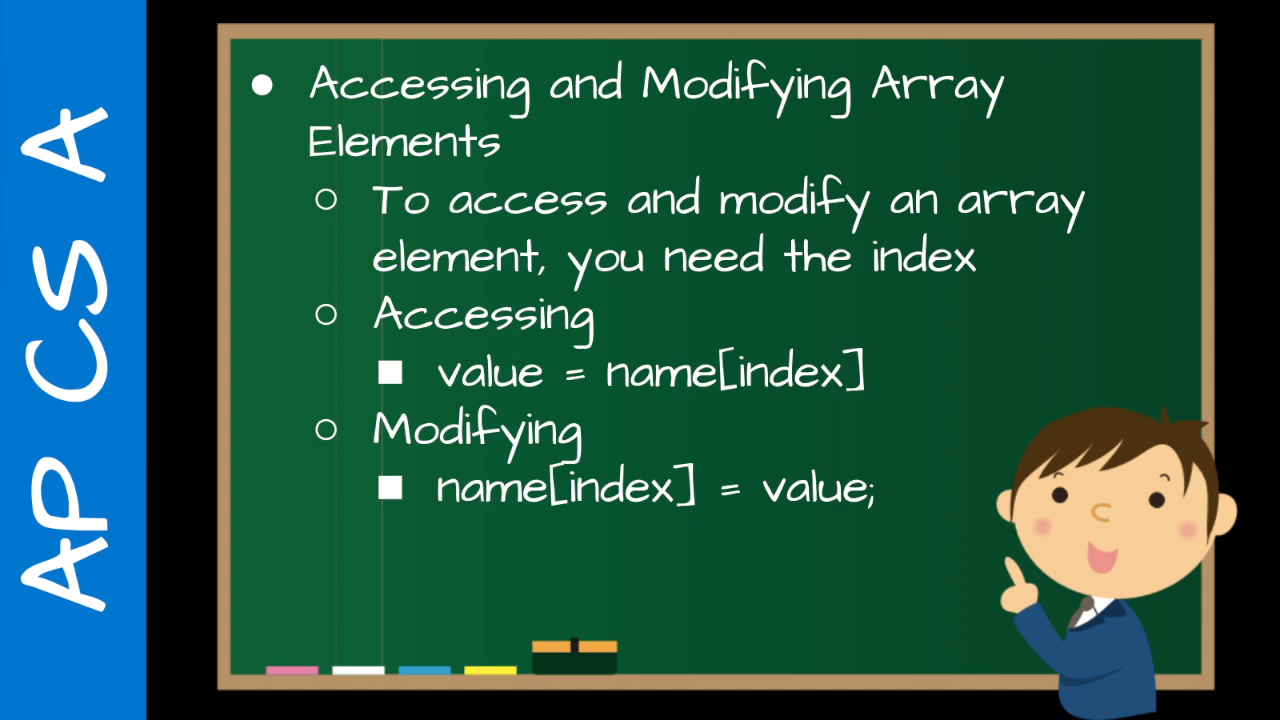 AP CS A
● Accessing and Modifying Array
Elements
○ To access and modify an array
element, you need the index
○ Accessing
■ value = name[index]
○ Modifying
■ name[index] = value;